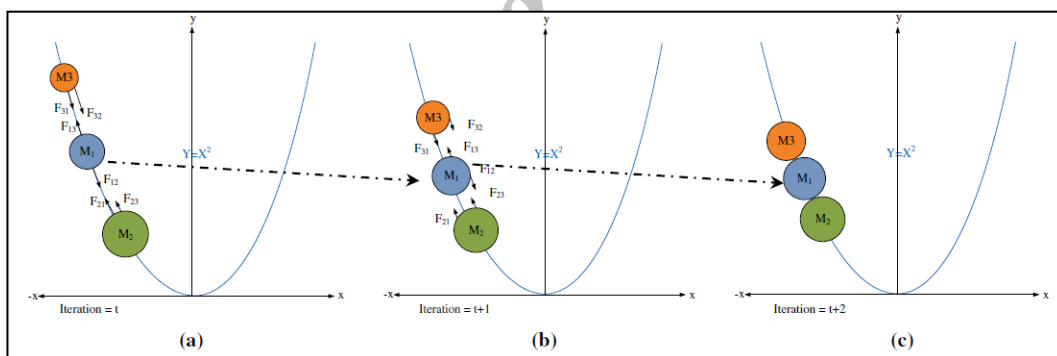 y
M3
F31
F32
F13
M1
Y=X2
F12
F21
F23
M2
-x
x
Iteration = t
(a)
y
M3
F32
F31
F13
Y=X2
M1
F12
F23
F21
M2
-x
x
Iteration = t+1
(b)
y
M3
Y=X2
M1
M2
-x
x
Iteration = t+2
(c)